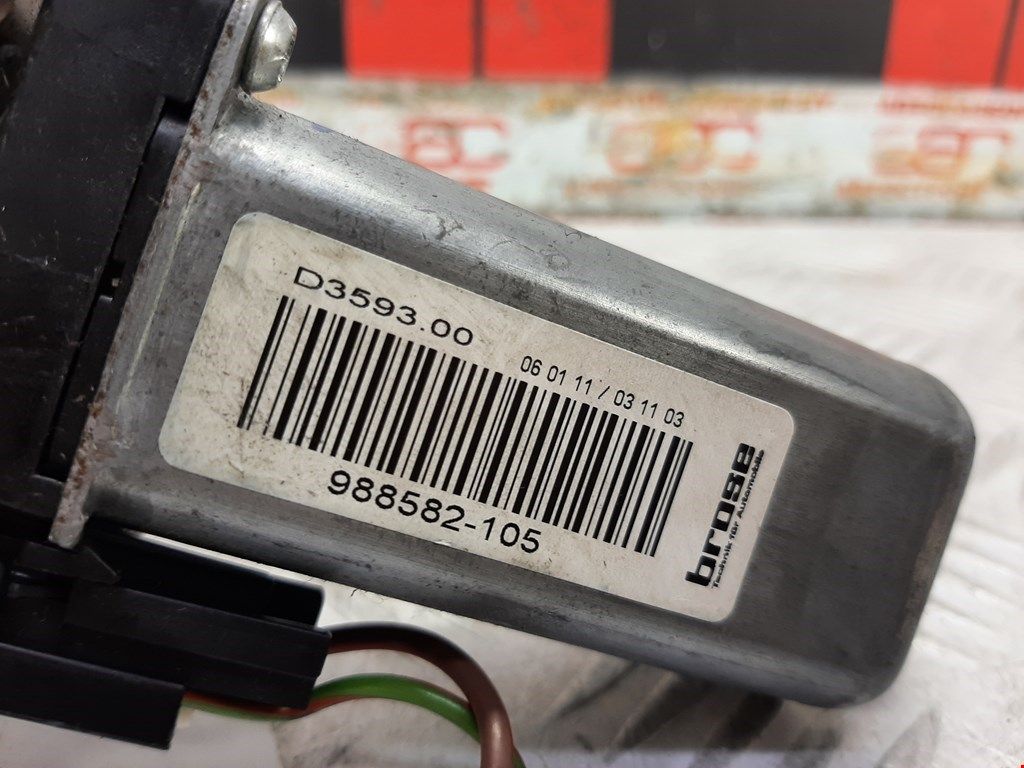 D3593.00
06 01 11 / 03 11 03
988582-105
brose
Technik für Automobile